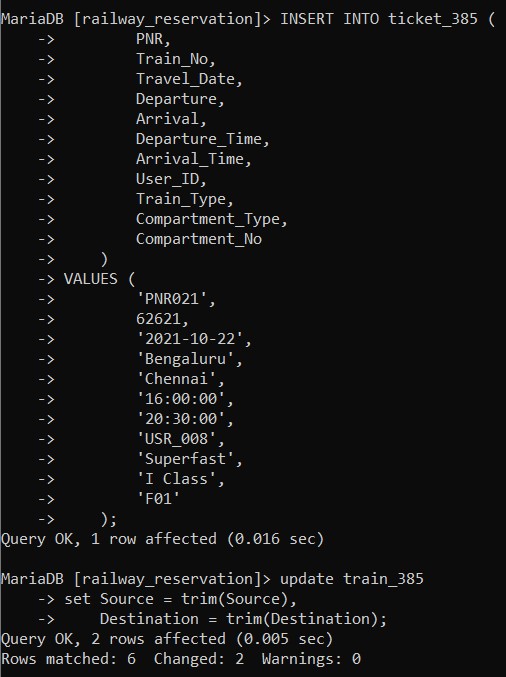 MariaDB [railway_reservation]> INSERT INTO ticket_385 (
    ->         PNR,
    ->         Train_No,
    ->         Travel_Date,
    ->         Departure,
    ->         Arrival,
    ->         Departure_Time,
    ->         Arrival_Time,
    ->         User_ID,
    ->         Train_Type,
    ->         Compartment_Type,
    ->         Compartment_No
    ->     )
    -> VALUES (
    ->         'PNR021',
    ->         62621,
    ->         '2021-10-22',
    ->         'Bengaluru',
    ->         'Chennai',
    ->         '16:00:00',
    ->         '20:30:00',
    ->         'USR_008',
    ->         'Superfast',
    ->         'I Class',
    ->         'F01'
    ->     );
Query OK, 1 row affected (0.016 sec)

MariaDB [railway_reservation]> update train_385
    -> set Source = trim(Source),
    ->     Destination = trim(Destination);
Query OK, 2 rows affected (0.005 sec)
Rows matched: 6  Changed: 2  Warnings: 0